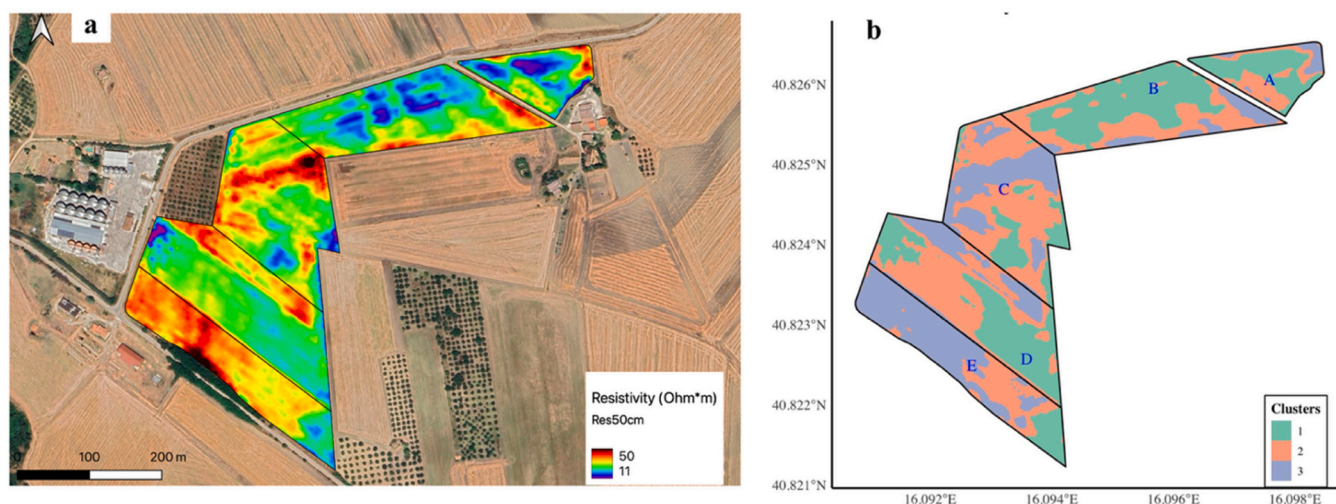 a
Resistivity (Ohm*m)
Res50cm
50
11
0 100 200 m
b
40.826°N
40.825°N
40.824°N
40.823°N
40.822°N
40.821°N
A
B
C
D
E
Clusters
1
2
3
16.092°E 16.094°E 16.096°E 16.098°E